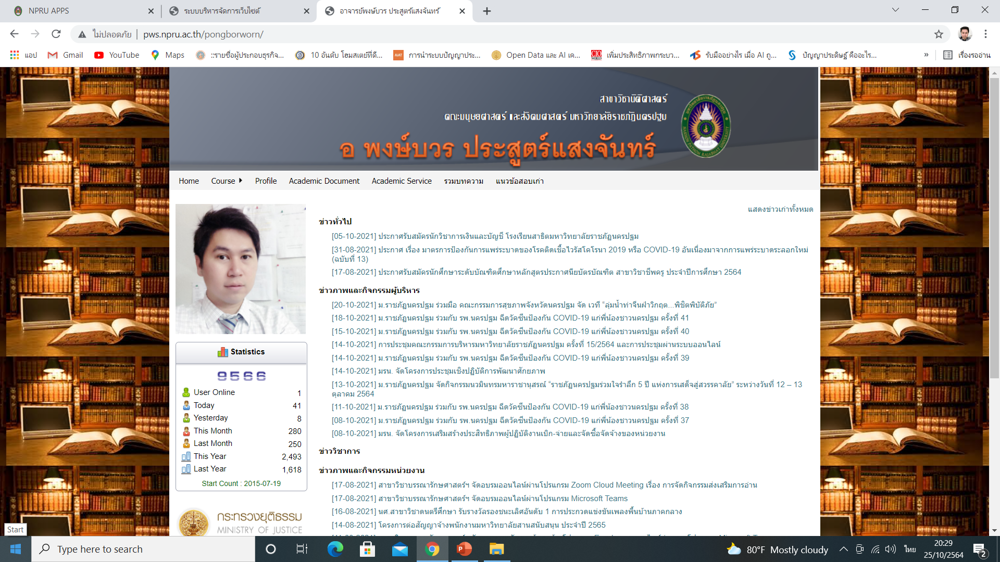 NPRU APPS
ระบบบริหารจัดการเว็บไซต์
อาจารย์พงษ์บวร ประสูตร์แสงจันทร์
ไม่ปลอดภัย | pws.npru.ac.th/pongborworn/
แอป
Gmail
YouTube
Maps
::รายชื่อผู้ประกอบธุรกิจ...
10 อันดับ โฮมสเตย์ที่ดี...
การนำระบบปัญญาประ...
Open Data และ AI เค...
เพิ่มประสิทธิภาพกระบว...
รับมืออย่างไร เมื่อ AI ถู...
ปัญญาประดิษฐ์ คืออะไร...
»
เรื่องรออ่าน
สาขาวิชานิติศาสตร์
คณะมนุษยศาสตร์ และสังคมศาสตร์ มหาวิทยาลัยราชภัฏนครปฐม
อ พงษ์บวร ประสูตร์แสงจันทร์
Home
Course
Profile
Academic Document
Academic Service
รวมบทความ
แนวข้อสอบเก่า
แสดงข่าวเก่าทั้งหมด
ข่าวทั่วไป
[05-10-2021] ประกาศรับสมัครนักวิชาการเงินและบัญชี โรงเรียนสาธิตมหาวิทยาลัยราชภัฏนครปฐม
[31-08-2021] ประกาศ เรื่อง มาตรการป้องกันการแพร่ระบาดของโรคติดเชื้อไวรัสโคโรนา 2019 หรือ COVID-19 อันเนื่องมาจากการแพร่ระบาดระลอกใหม่
(ฉบับที่ 13)
[17-08-2021] ประกาศรับสมัครนักศึกษาระดับบัณฑิตศึกษาหลักสูตรประกาศนียบัตรบัณฑิต สาขาวิชาชีพครู ประจำปีการศึกษา 2564
ข่าวภาพและกิจกรรมผู้บริหาร
[20-10-2021] ม.ราชภัฏนครปฐม ร่วมมือ คณะกรรมการสุขภาพจังหวัดนครปฐม จัด เวที “ลุ่มน้ำท่าจีนฝ่าวิกฤต...พิชิตพิบัติภัย”
[18-10-2021] ม.ราชภัฏนครปฐม ร่วมกับ รพ.นครปฐม ฉีดวัคซีนป้องกัน COVID-19 แก่พี่น้องชาวนครปฐม ครั้งที่ 41
[15-10-2021] ม.ราชภัฏนครปฐม ร่วมกับ รพ.นครปฐม ฉีดวัคซีนป้องกัน COVID-19 แก่พี่น้องชาวนครปฐม ครั้งที่ 40
[14-10-2021] การประชุมคณะกรรมการบริหารมหาวิทยาลัยราชภัฏนครปฐม ครั้งที่ 15/2564 และการประชุมผ่านระบบออนไลน์
[14-10-2021] ม.ราชภัฏนครปฐม ร่วมกับ รพ.นครปฐม ฉีดวัคซีนป้องกัน COVID-19 แก่พี่น้องชาวนครปฐม ครั้งที่ 39
[14-10-2021] มรน. จัดโครงการประชุมเชิงปฏิบัติการพัฒนาศักยภาพ
[13-10-2021] ม.ราชภัฏนครปฐม จัดกิจกรรมนวมินทรมหาราชานุสรณ์ “ราชภัฏนครปฐมร่วมใจรำลึก 5 ปี แห่งการเสด็จสู่สวรรคาลัย” ระหว่างวันที่ 12 – 13
ตุลาคม 2564
[11-10-2021] ม.ราชภัฏนครปฐม ร่วมกับ รพ.นครปฐม ฉีดวัคซีนป้องกัน COVID-19 แก่พี่น้องชาวนครปฐม ครั้งที่ 38
[08-10-2021] ม.ราชภัฏนครปฐม ร่วมกับ รพ.นครปฐม ฉีดวัคซีนป้องกัน COVID-19 แก่พี่น้องชาวนครปฐม ครั้งที่ 37
[08-10-2021] มรน. จัดโครงการเสริมสร้างประสิทธิภาพผู้ปฏิบัติงานเบิก-จ่ายและจัดซื้อจัดจ้างของหน่วยงาน
ข่าววิชาการ
ข่าวภาพและกิจกรรมหน่วยงาน
[17-08-2021] สาขาวิชาบรรณารักษศาสตร์ฯ จัดอบรมออนไลน์ผ่านโปรแกรม Zoom Cloud Meeting เรื่อง การจัดกิจกรรมส่งเสริมการอ่าน
[17-08-2021] สาขาวิชาบรรณารักษศาสตร์ฯ จัดอบรมออนไลน์ผ่านโปรแกรม Microsoft Teams
[16-08-2021] นศ.สาขาวิชาดนตรีศึกษา รับรางวัลรองชนะเลิศอันดับ 1 การประกวดแข่งขันเพลงพื้นบ้านภาคกลาง
[14-08-2021] โครงการต่อสัญญาจ้างพนักงานมหาวิทยาลัยสานสนับสนุน ประจำปี 2565
Statistics
9566
User Online 1
Today 41
Yesterday 8
This Month 280
Last Month 250
This Year 2,493
Last Year 1,618
Start Count : 2015-07-19
กระทรวงยุติธรรม
MINISTRY OF JUSTICE
Start
Type here to search
80°F Mostly cloudy
ไทย
20:29
25/10/2564
2